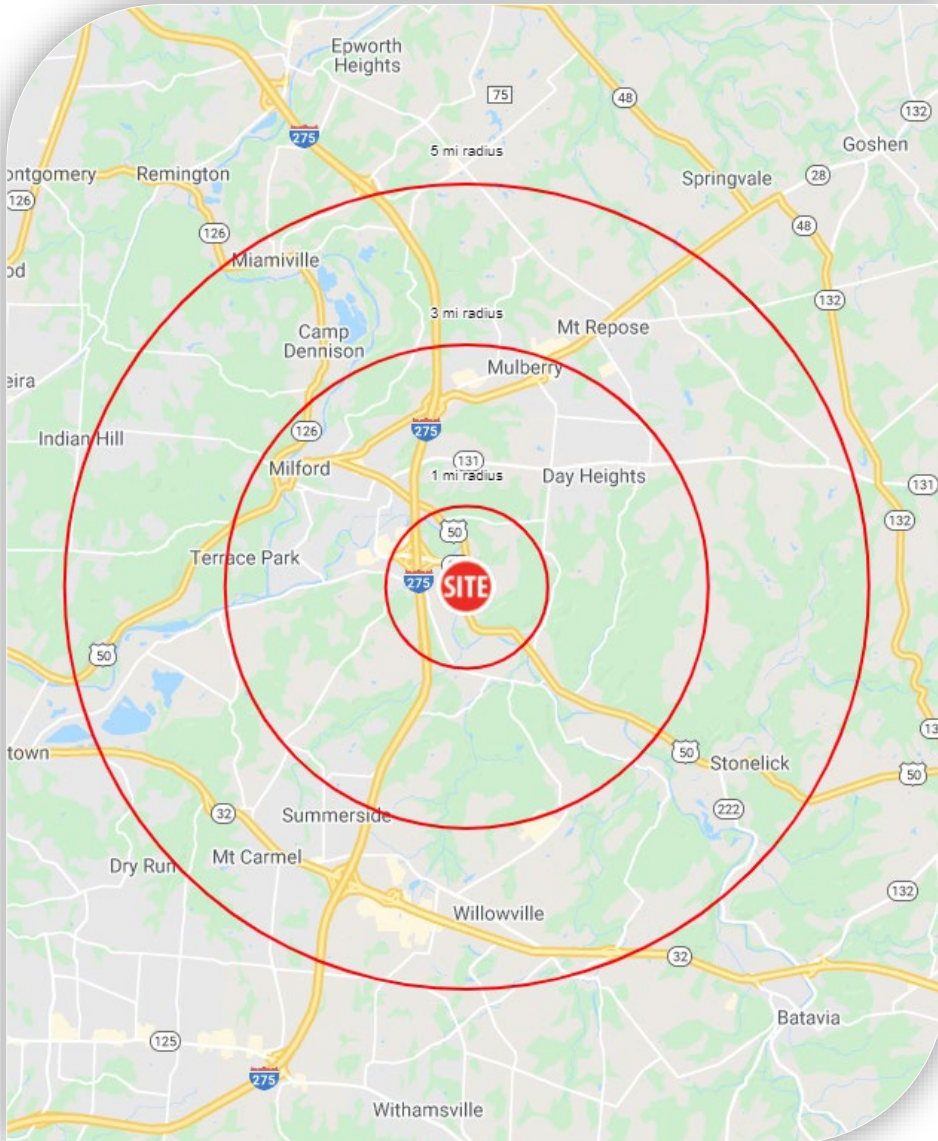 Epworth
Heights
75
48
132
275
Goshen
5 mi radius
ontgomery
Remington
Springvale
28
126
48
126
od
Miamiville
132
3 mi radius
Mt Repose
Camp
Dennison
Mulberry
eira
275
126
Indian Hill
131
Milford
1 mi radius
Day Heights
131
132
50
Terrace Park
275
SITE
50
13
town
50
Stonelick
50
222
32
Summerside
Mt Carmel
Dry Run
132
Willowville
32
Batavia
125
275
Withamsville